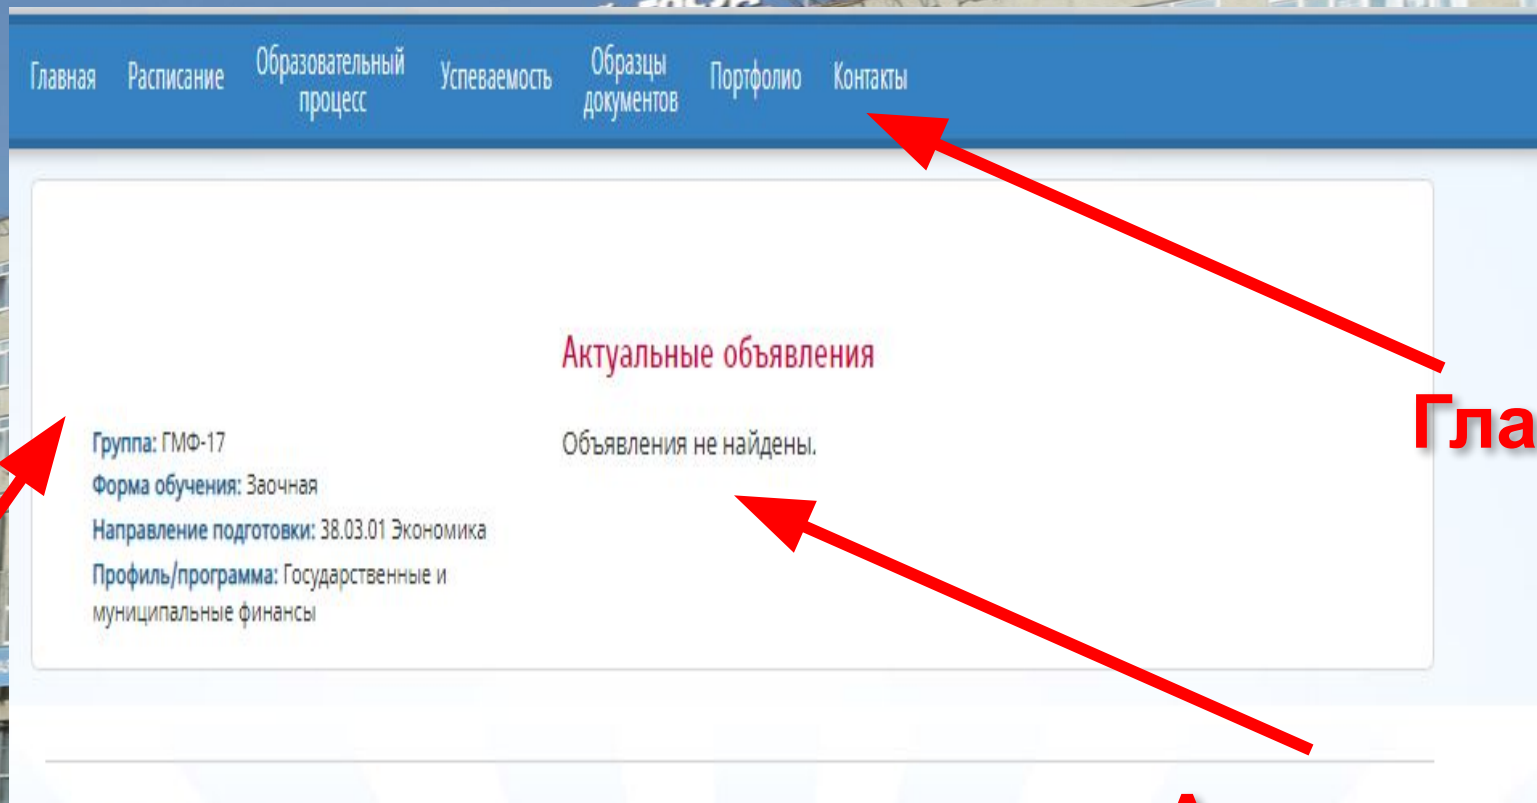 Главная Расписание Образовательный процесс Успеваемость Образцы документов Портфолио Контакты
Актуальные объявления
Группа: ГМФ-17
Форма обучения: Заочная
Направление подготовки: 38.03.01 Экономика
Профиль/программа: Государственные и
муниципальные финансы
Объявления не найдены.
Гла